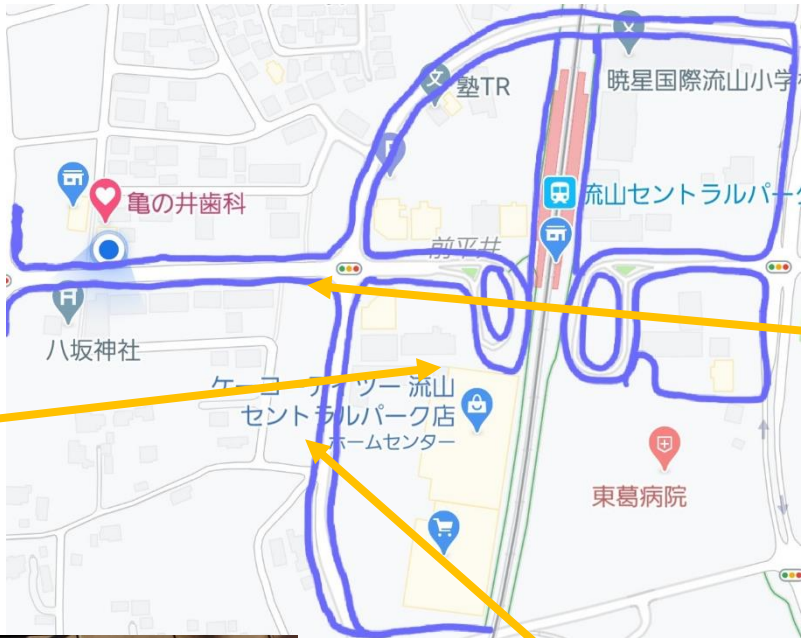 塾TR
暁星国際流山小学校
亀の井歯科
流山セントラルパーク
前平井
八坂神社
ケーヨーデイツー 流山
セントラルパーク店
ホームセンター
東葛病院